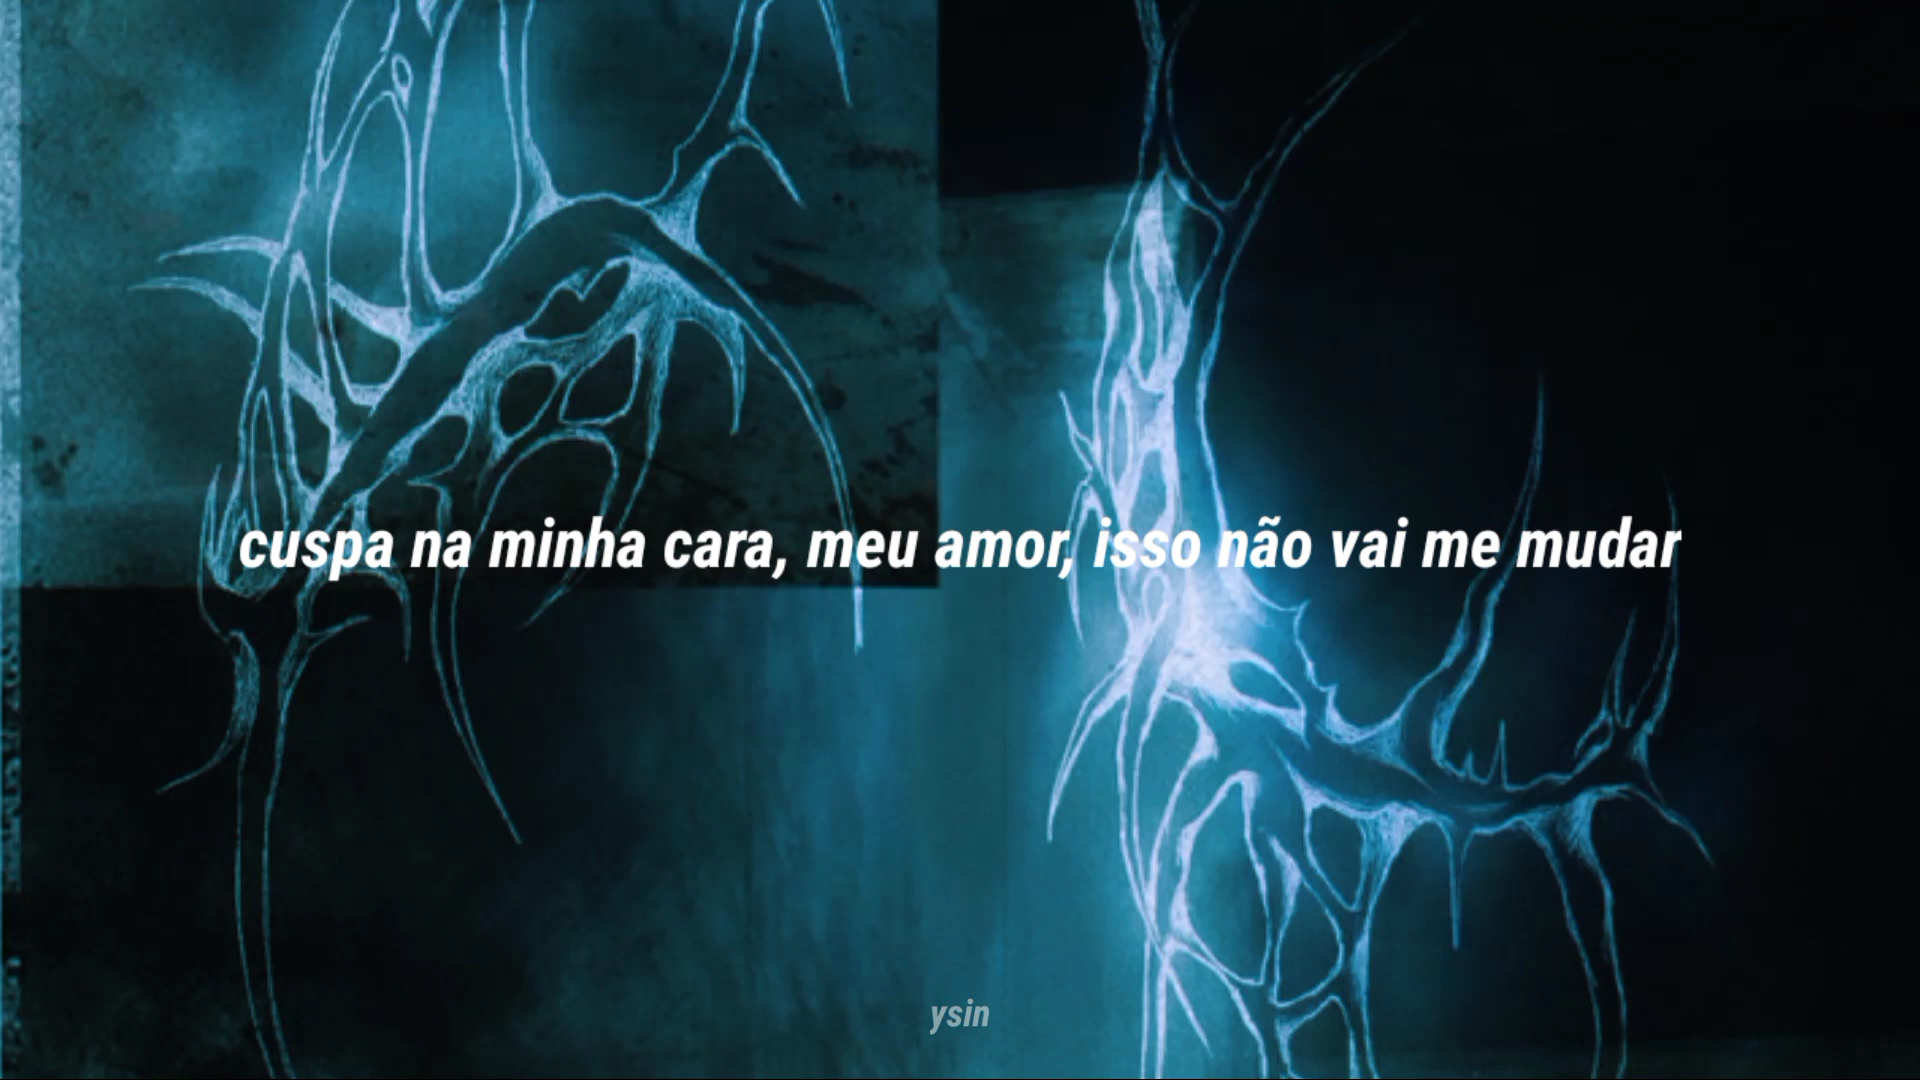 cuspa na minha cara, meu amor, isso não vai me mudar
ysin